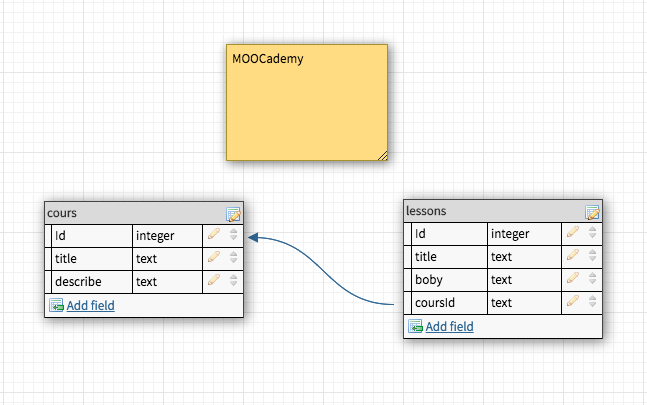 MOOCademy
cours
Id integer
title text
describe text
Add field
lessons
Id integer
title text
boby text
coursId text
Add field